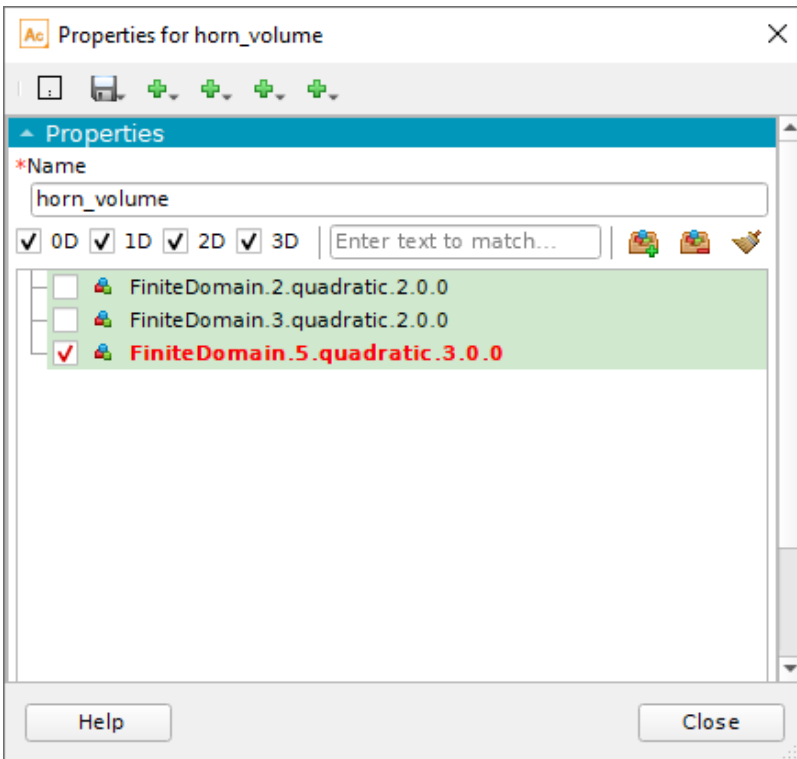 Ac Properties for horn_volume
Properties
*Name
horn_volume
0D 1D 2D 3D Enter text to match...
FiniteDomain.2.quadratic.2.0.0
FiniteDomain.3.quadratic.2.0.0
FiniteDomain.5.quadratic.3.0.0
Help Close